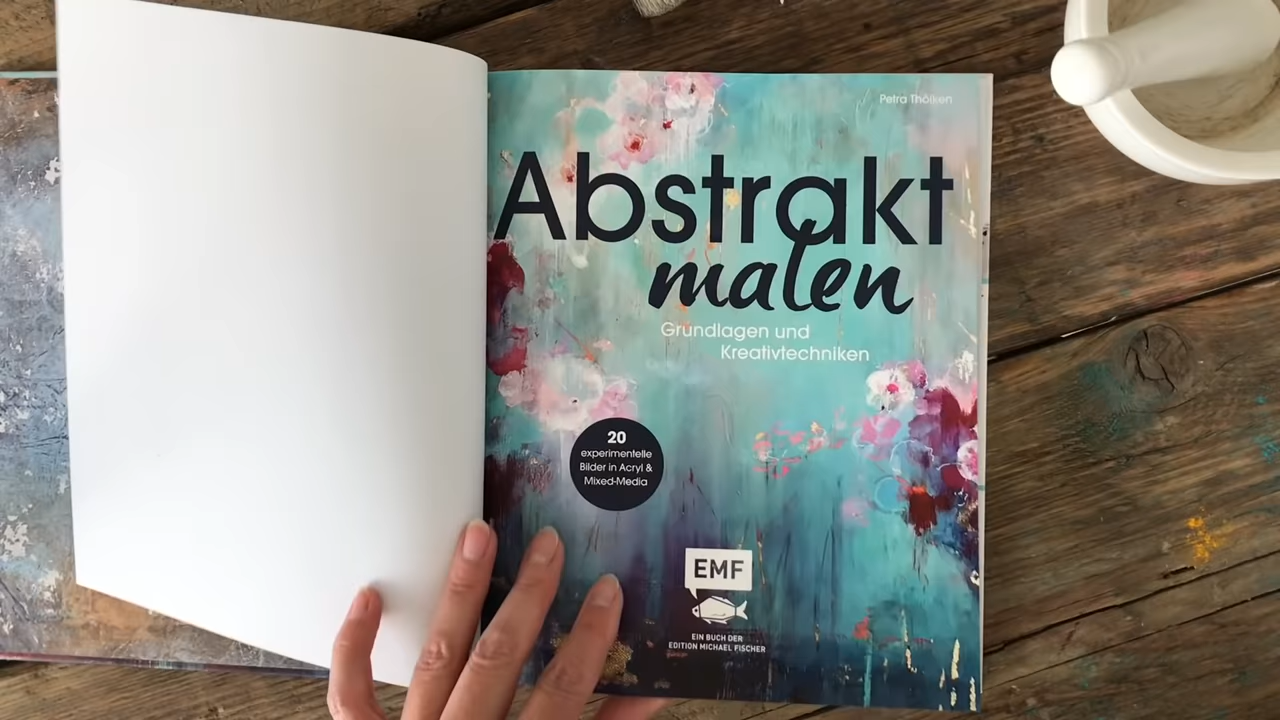 Petra Thölken
Abstrakt
malen
Grundlagen und
Kreativtechniken
20
experimentelle
Bilder in Acryl &
Mixed-Media
EMF
EIN BUCH DER
EDITION MICHAEL FISCHER